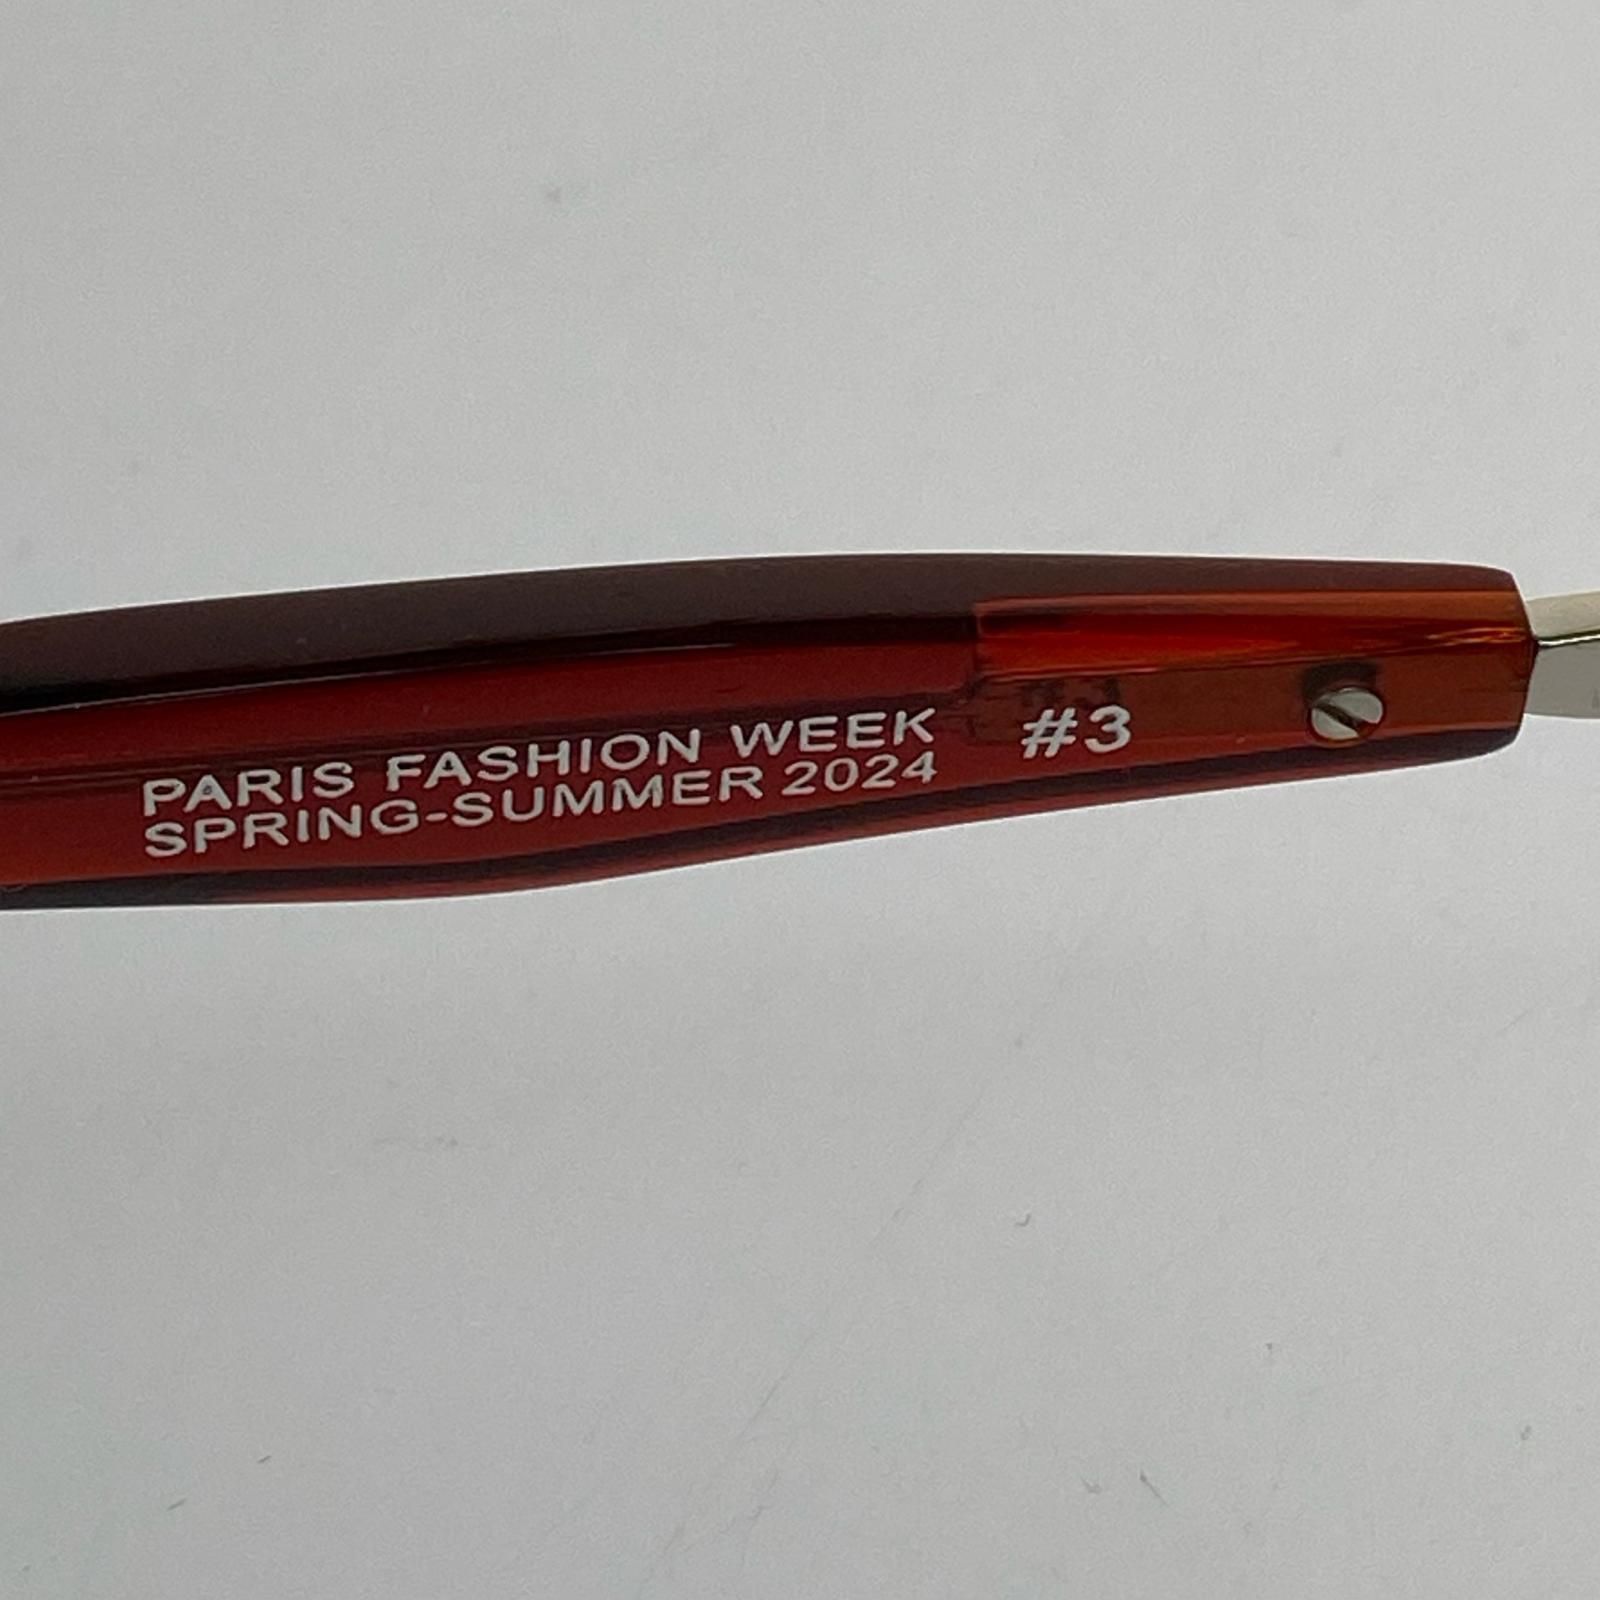 PARIS FASHION WEEK
SPRING-SUMMER 2024
#3